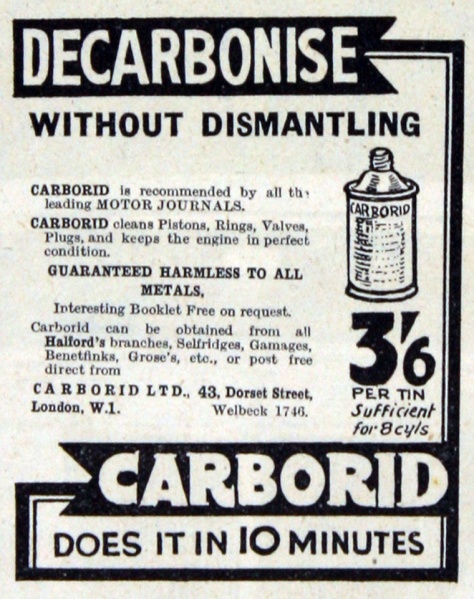 DECARBONISE
WITHOUT DISMANTLING
CARBORID is recommended by all the
leading MOTOR JOURNALS.
CARBORID cleans Pistons, Rings, Valves,
Plugs, and keeps the engine in perfect
condition.
GUARANTEED HARMLESS TO ALL
METALS,
Interesting Booklet Free on request.
Carborid can be obtained from all
Halford's branches, Selfridges, Gamages,
Benetfinks, Grose's, etc., or post free
direct from
CARBORID LTD., 43, Dorset Street,
London, W.1. Welbeck 1746.
CARBORID
3'6
PER TIN
Sufficient
for 8 cyls
CARBORID
DOES IT IN 10 MINUTES